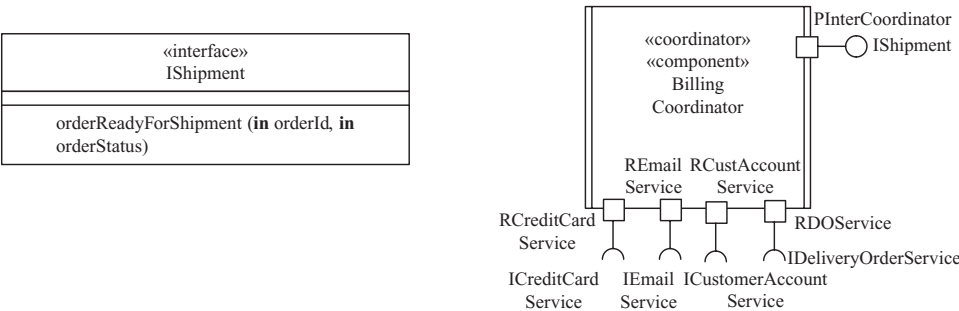 «interface»
IShipment
orderReadyForShipment (in orderId, in
orderStatus)
PInterCoordinator
IShipment
«coordinator»
«component»
Billing
Coordinator
REmail
Service
RCustAccount
Service
RCreditCard
Service
RDOService
IDeliveryOrderService
ICreditCard
Service
IEmail
Service
ICustomerAccount
Service